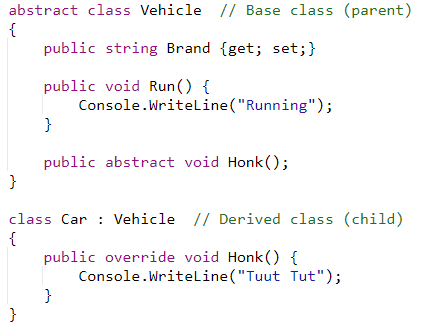 abstract class Vehicle  // Base class (parent)
{
    public string Brand {get; set;}

    public void Run() {
        Console.WriteLine("Running");
    }

    public abstract void Honk();
}

class Car : Vehicle  // Derived class (child)
{
    public override void Honk() {
        Console.WriteLine("Tuut Tut");
    }
}